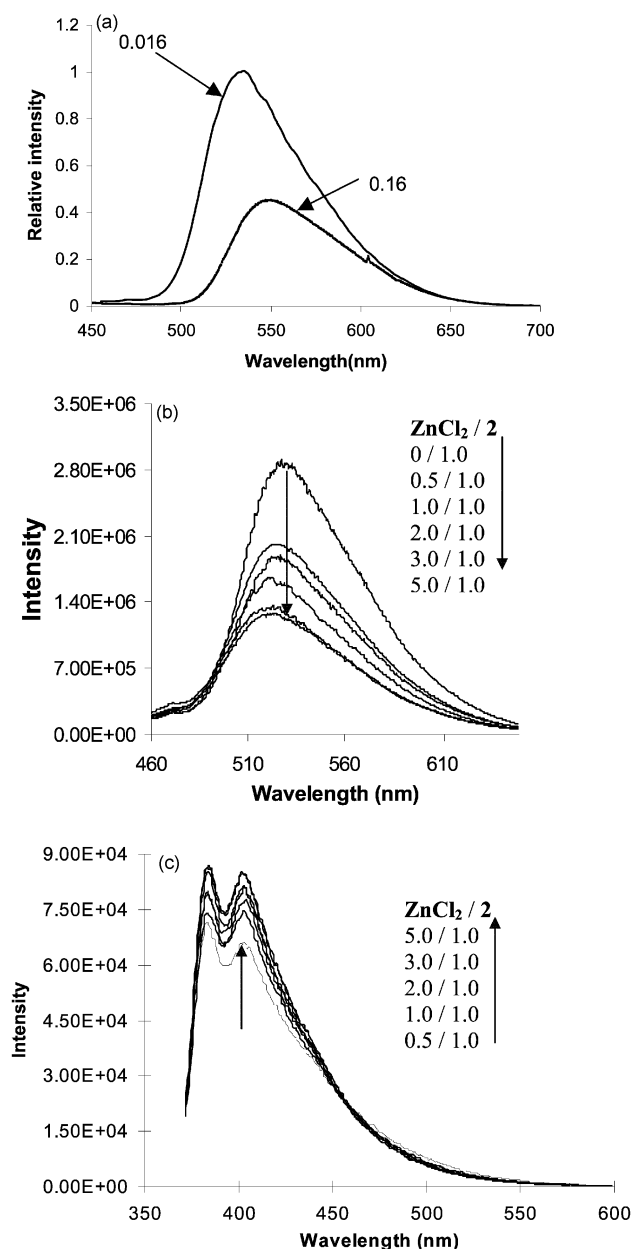 (a)
0.016
1.2
1
0.8
0.6
0.4
0.2
0
0.16
Relative intensity
450 500 550 600 650 700
Wavelength(nm)
(b)
3.50E+06
2.80E+06
2.10E+06
1.40E+06
7.00E+05
0.00E+00
Intensity
ZnCl₂ / 2
0 / 1.0
0.5 / 1.0
1.0 / 1.0
2.0 / 1.0
3.0 / 1.0
5.0 / 1.0
460 510 560 610
Wavelength (nm)
(c)
9.00E+04
7.50E+04
6.00E+04
4.50E+04
3.00E+04
1.50E+04
0.00E+00
Intensity
ZnCl₂ / 2
5.0 / 1.0
3.0 / 1.0
2.0 / 1.0
1.0 / 1.0
0.5 / 1.0
350 400 450 500 550 600
Wavelength (nm)